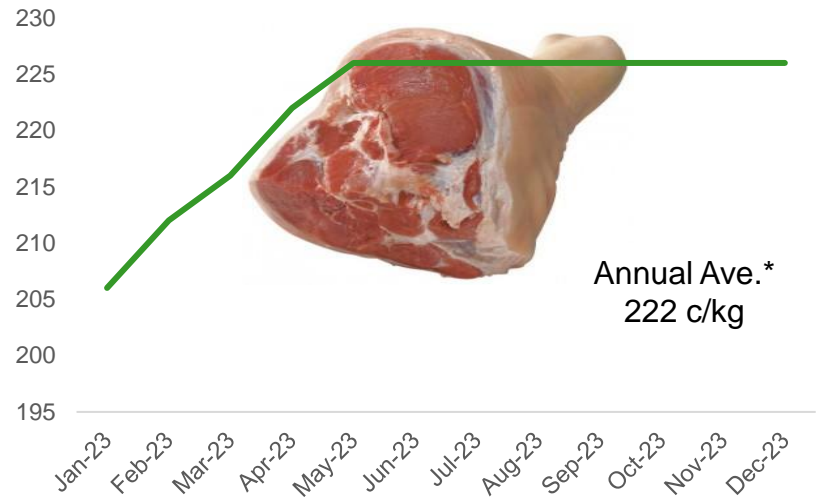 230
225
220
215
210
205
200
195
Annual Ave.*
222 c/kg
Jan-23
Feb-23
Mar-23
Apr-23
May-23
Jun-23
Jul-23
Aug-23
Sep-23
Oct-23
Nov-23
Dec-23